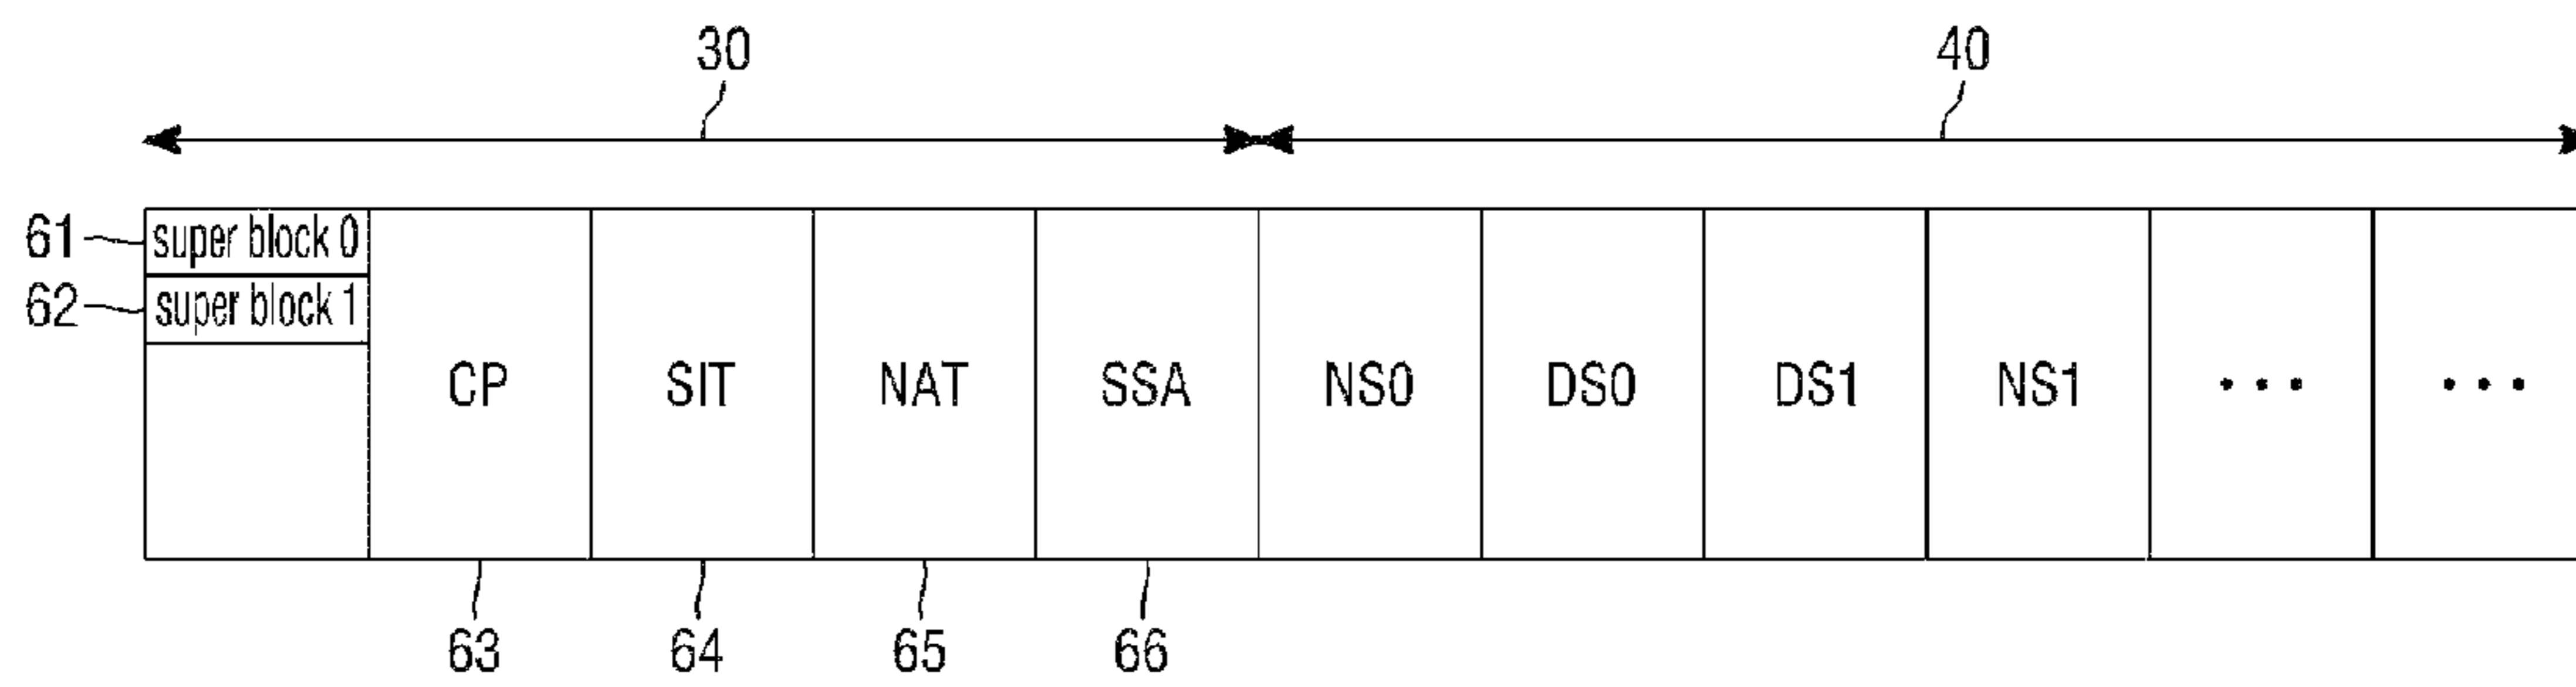 30 40
61 super block 0
62 super block 1
CP SIT NAT SSA NS0 DS0 DS1 NS1 ... ...
63 64 65 66